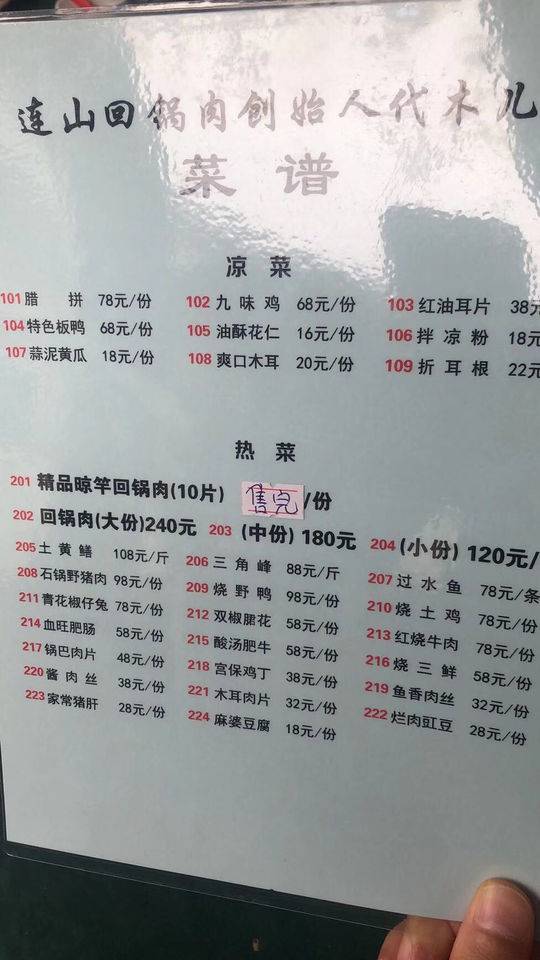 连山回锅肉创始人代木儿
菜谱
凉菜
101 腊拼 78元/份 102 九味鸡 68元/份 103 红油耳片 38元
104 特色板鸭 68元/份 105 油酥花仁 16元/份 106 拌凉粉 18元
107 蒜泥黄瓜 18元/份 108 爽口木耳 20元/份 109 折耳根 22元
热菜
201 精品晾竿回锅肉(10片) 售完/份
202 回锅肉(大份)240元 203 (中份) 180元 204 (小份) 120元/
205 土黄鳝 108元/斤 206 三角峰 88元/斤 207 过水鱼 78元/条
208 石锅野猪肉 98元/份 209 烧野鸭 98元/份 210 烧土鸡 78元/份
211 青花椒仔兔 78元/份 212 双椒脆花 58元/份 213 红烧牛肉 78元/份
214 血旺肥肠 58元/份 215 酸汤肥牛 58元/份 216 烧三鲜 58元/份
217 锅巴肉片 48元/份 218 宫保鸡丁 38元/份 219 鱼香肉丝 32元/份
220 酱肉丝 38元/份 221 木耳肉片 32元/份 222 烂肉豇豆 28元/份
223 家常猪肝 28元/份 224 麻婆豆腐 18元/份